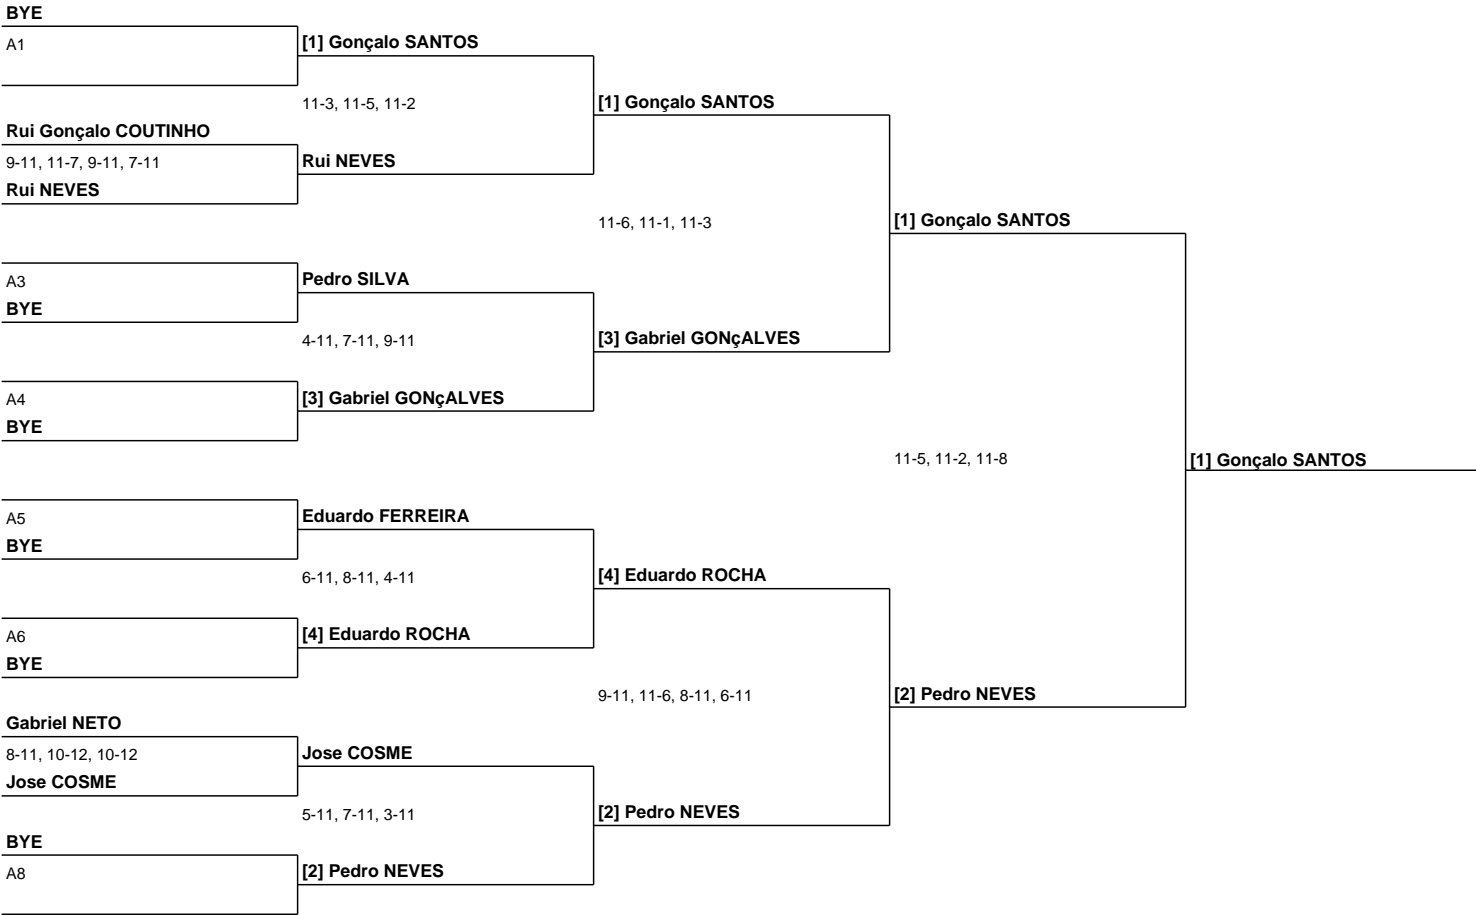 BYE
A1
[1] Gonçalo SANTOS
11-3, 11-5, 11-2
[1] Gonçalo SANTOS
Rui Gonçalo COUTINHO
9-11, 11-7, 9-11, 7-11
Rui NEVES
Rui NEVES
11-6, 11-1, 11-3
[1] Gonçalo SANTOS
A3
BYE
Pedro SILVA
4-11, 7-11, 9-11
[3] Gabriel GONçALVES
A4
BYE
[3] Gabriel GONçALVES
11-5, 11-2, 11-8
[1] Gonçalo SANTOS
A5
BYE
Eduardo FERREIRA
6-11, 8-11, 4-11
[4] Eduardo ROCHA
A6
BYE
[4] Eduardo ROCHA
9-11, 11-6, 8-11, 6-11
[2] Pedro NEVES
Gabriel NETO
8-11, 10-12, 10-12
Jose COSME
Jose COSME
5-11, 7-11, 3-11
[2] Pedro NEVES
BYE
A8
[2] Pedro NEVES